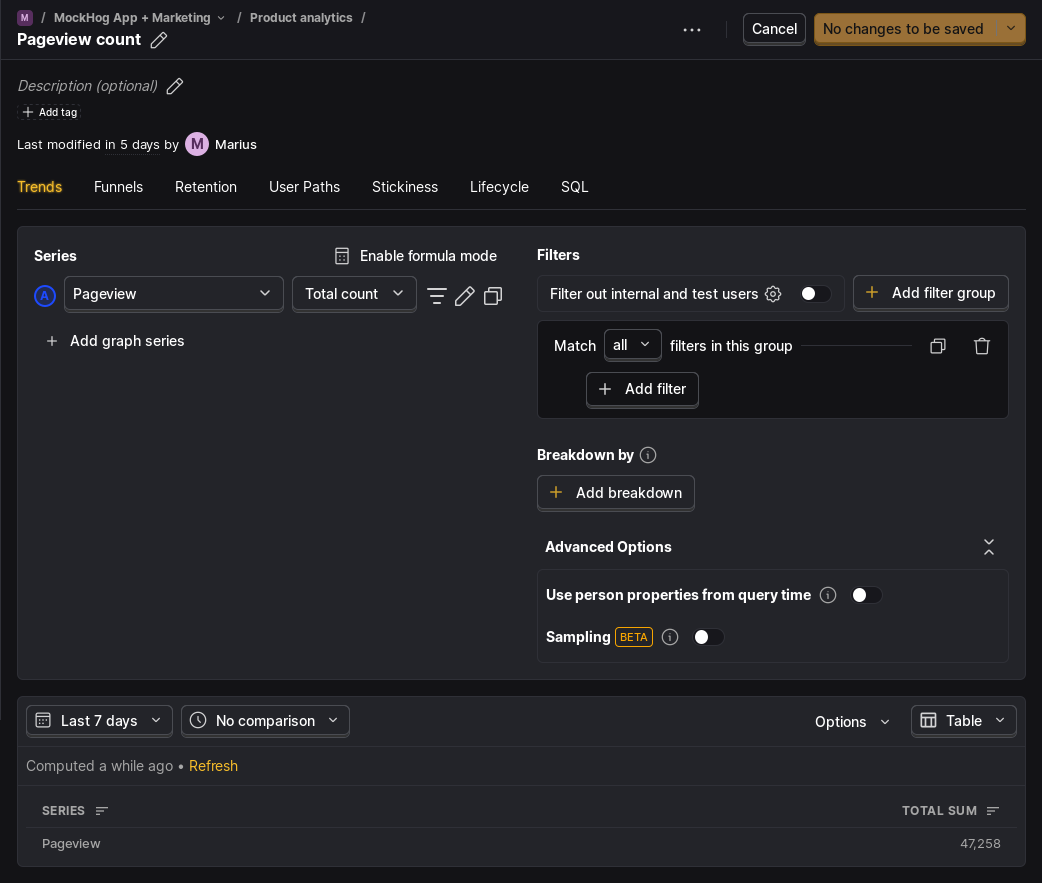 M / MockHog App + Marketing / Product analytics /
Pageview count
Cancel
No changes to be saved
Description (optional)
Add tag
Last modified in 5 days by M Marius
Trends Funnels Retention User Paths Stickiness Lifecycle SQL
Series
Enable formula mode
A Pageview Total count
Add graph series
Filters
Filter out internal and test users
Add filter group
Match all filters in this group
Add filter
Breakdown by
Add breakdown
Advanced Options
Use person properties from query time
Sampling BETA
Last 7 days No comparison Options Table
Computed a while ago • Refresh
SERIES TOTAL SUM
Pageview 47,258